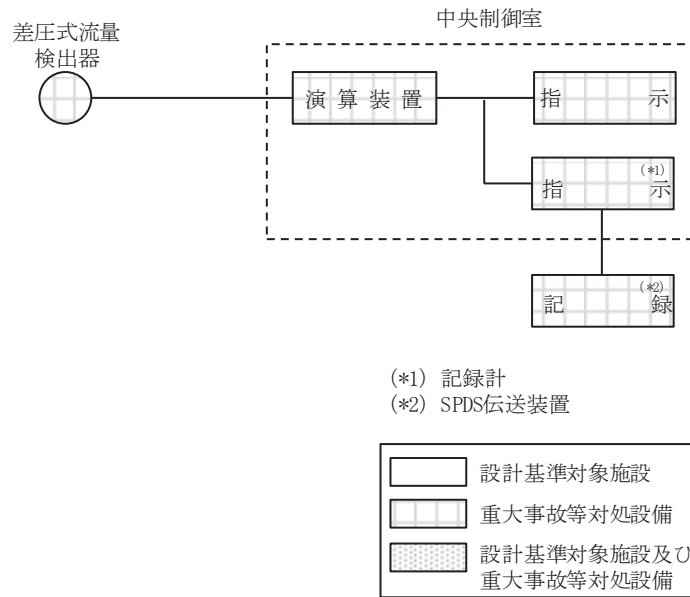 中央制御室
差圧式流量
検出器
演 算 装 置
指 示
(*1)
指 示
(*2)
記 録
(*1) 記録計
(*2) SPDS伝送装置
設計基準対象施設
重大事故等対処設備
設計基準対象施設及び
重大事故等対処設備